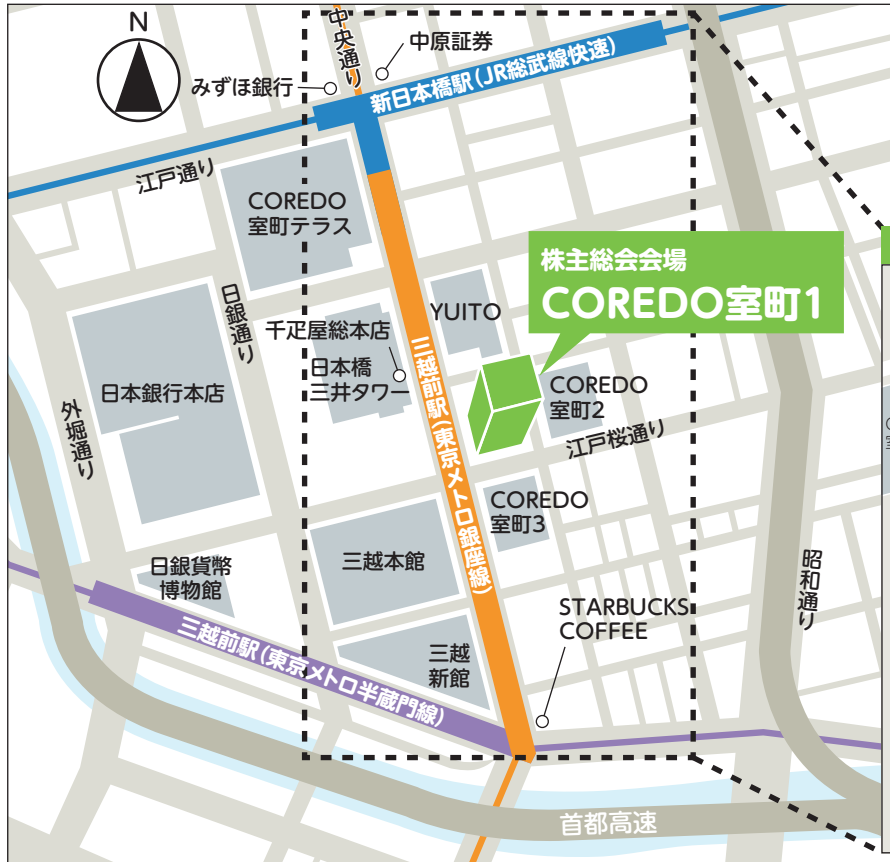 N
中央通り
中原証券
みずほ銀行
新日本橋駅（JR総武線快速）
江戸通り
COREDO
室町テラス
株主総会会場
COREDO室町1
日銀通り
千疋屋総本店
YUITO
日本橋
三井タワー
三越前駅（東京メトロ銀座線）
COREDO
室町2
日本銀行本店
外堀通り
江戸桜通り
COREDO
室町3
日銀貨幣
博物館
三越本館
昭和通り
STARBUCKS
COFFEE
三越
新館
三越前駅（東京メトロ半蔵門線）
首都高速